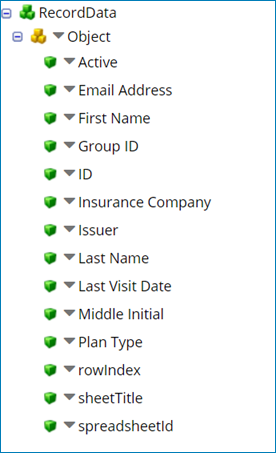 RecordData
Object
Active
Email Address
First Name
Group ID
ID
Insurance Company
Issuer
Last Name
Last Visit Date
Middle Initial
Plan Type
rowIndex
sheetTitle
spreadsheetId